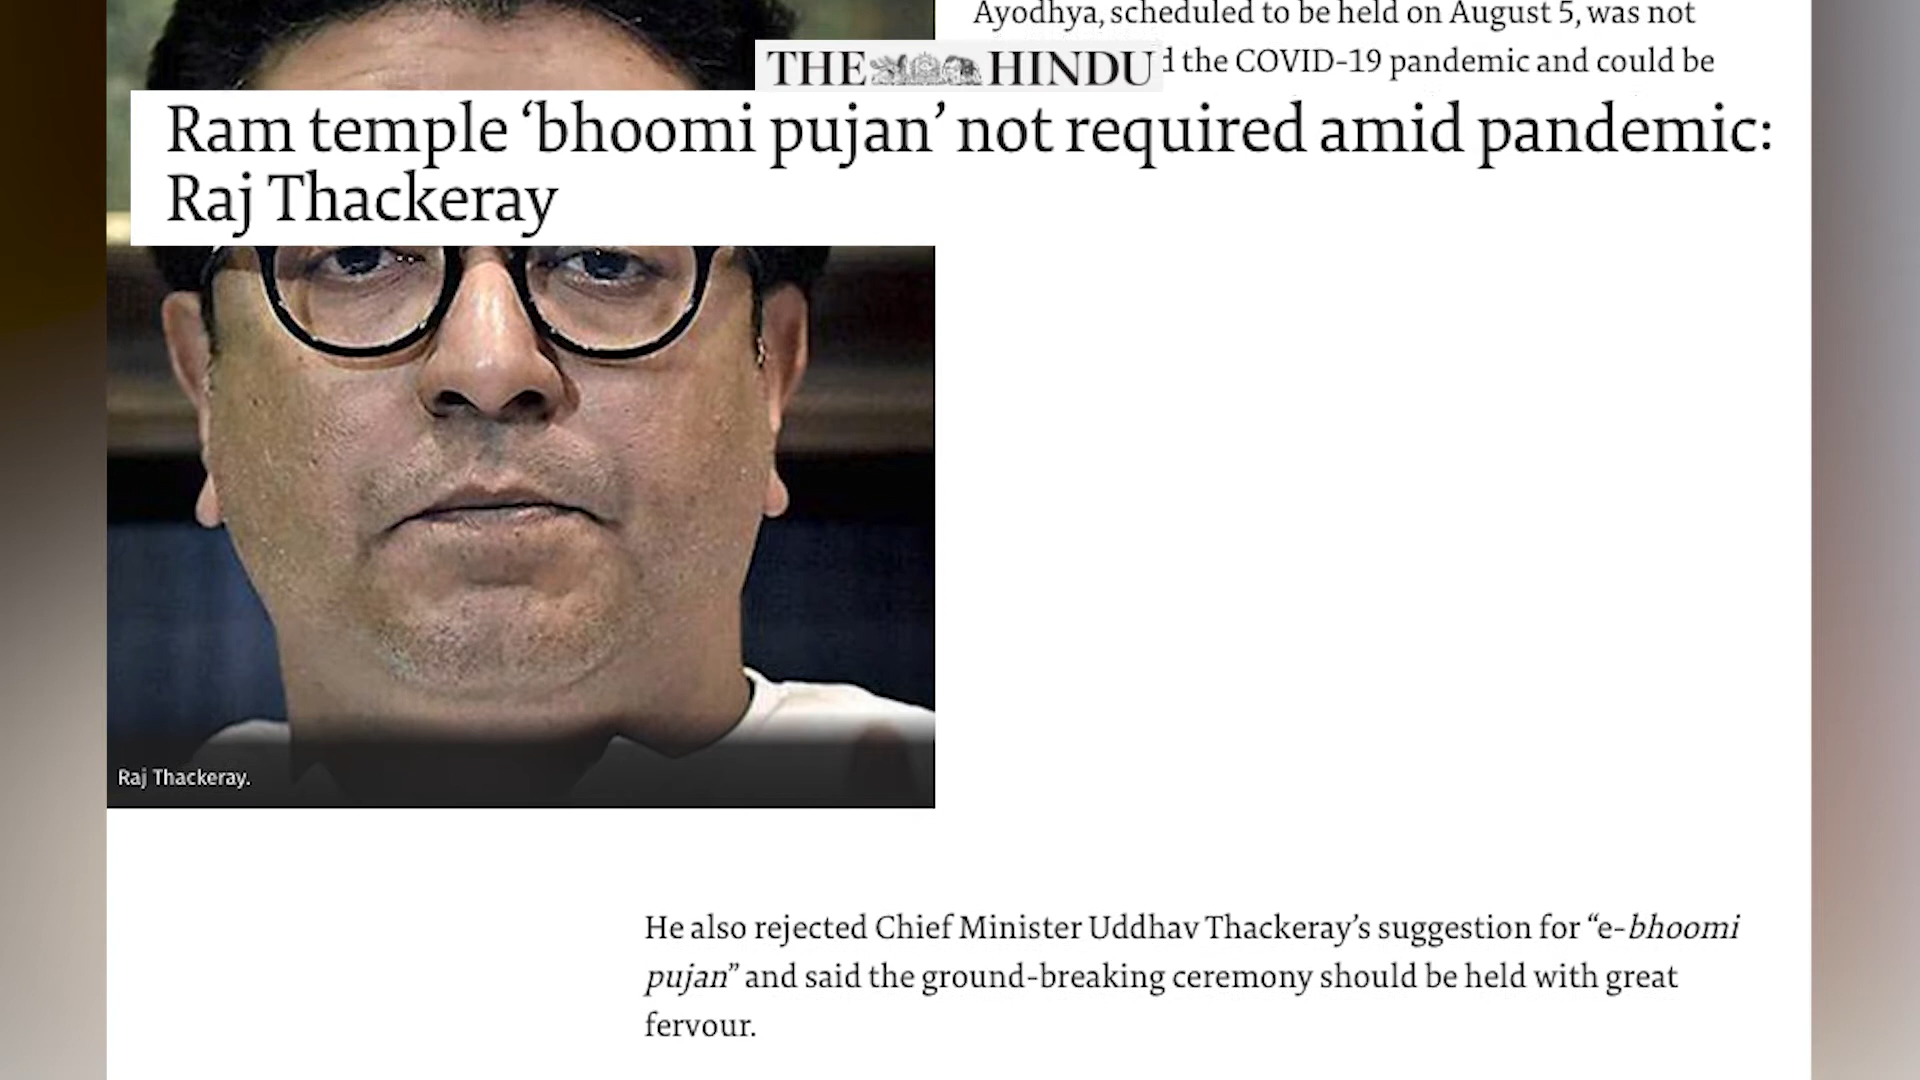 Ayodhya, scheduled to be held on August 5, was not
THE HINDU
d the COVID-19 pandemic and could be
Ram temple ‘bhoomi pujan’ not required amid pandemic:
Raj Thackeray
Raj Thackeray.
He also rejected Chief Minister Uddhav Thackeray’s suggestion for “e-bhoomi
pujan” and said the ground-breaking ceremony should be held with great
fervour.